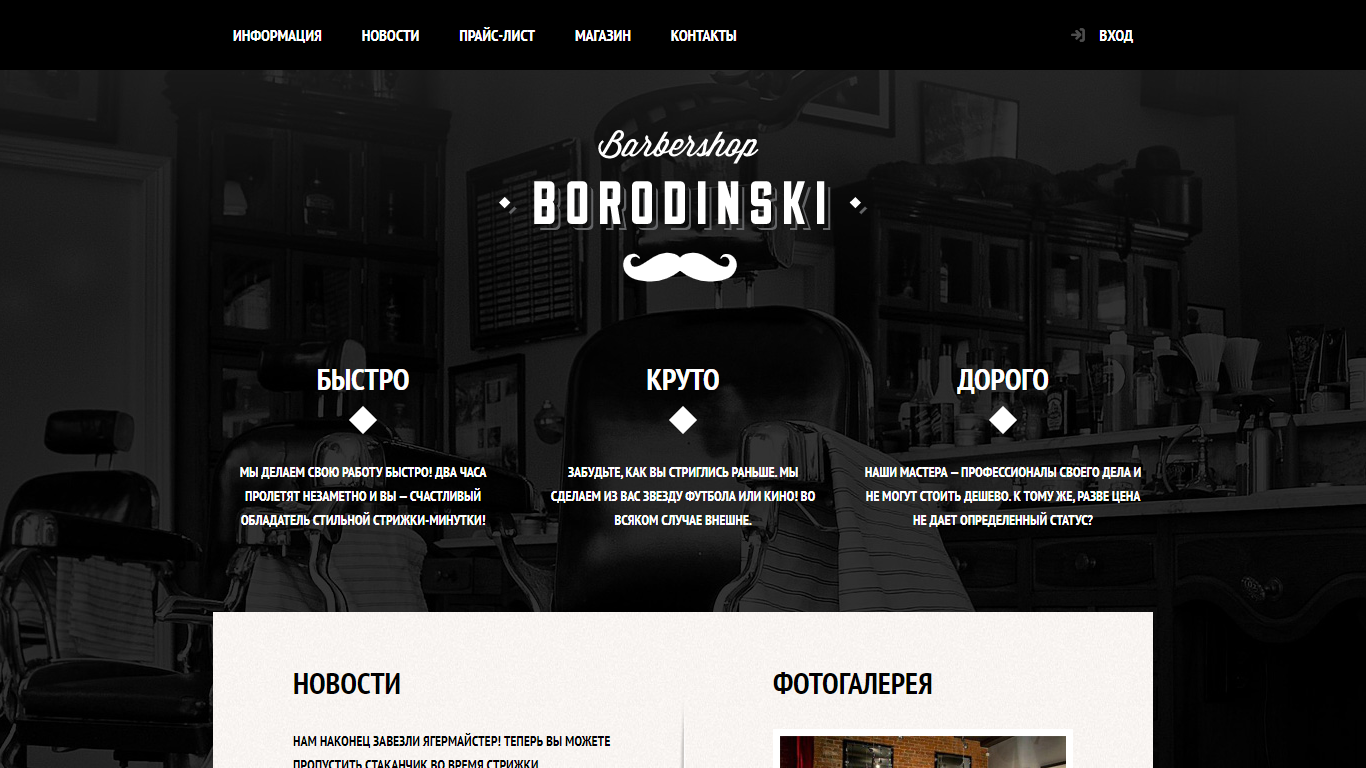 ИНФОРМАЦИЯ НОВОСТИ ПРАЙС-ЛИСТ МАГАЗИН КОНТАКТЫ ВХОД
Barbershop
BORODINSKI
БЫСТРО
МЫ ДЕЛАЕМ СВОЮ РАБОТУ БЫСТРО! ДВА ЧАСА
ПРОЛЕТЯТ НЕЗАМЕТНО И ВЫ — СЧАСТЛИВЫЙ
ОБЛАДАТЕЛЬ СТИЛЬНОЙ СТРИЖКИ-МИНУТКИ!
КРУТО
ЗАБУДЬТЕ, КАК ВЫ СТРИГЛИСЬ РАНЬШЕ. МЫ
СДЕЛАЕМ ИЗ ВАС ЗВЕЗДУ ФУТБОЛА ИЛИ КИНО! ВО
ВСЯКОМ СЛУЧАЕ ВНЕШНЕ.
ДОРОГО
НАШИ МАСТЕРА — ПРОФЕССИОНАЛЫ СВОЕГО ДЕЛА И
НЕ МОГУТ СТОИТЬ ДЕШЕВО. К ТОМУ ЖЕ, РАЗВЕ ЦЕНА
НЕ ДАЕТ ОПРЕДЕЛЕННЫЙ СТАТУС?
НОВОСТИ
НАМ НАКОНЕЦ ЗАВЕЗЛИ ЯГЕРМАЙСТЕР! ТЕПЕРЬ ВЫ МОЖЕТЕ
ПРОПУСТИТЬ СТАКАНЧИК ВО ВРЕМЯ СТРИЖКИ
ФОТОГАЛЕРЕЯ